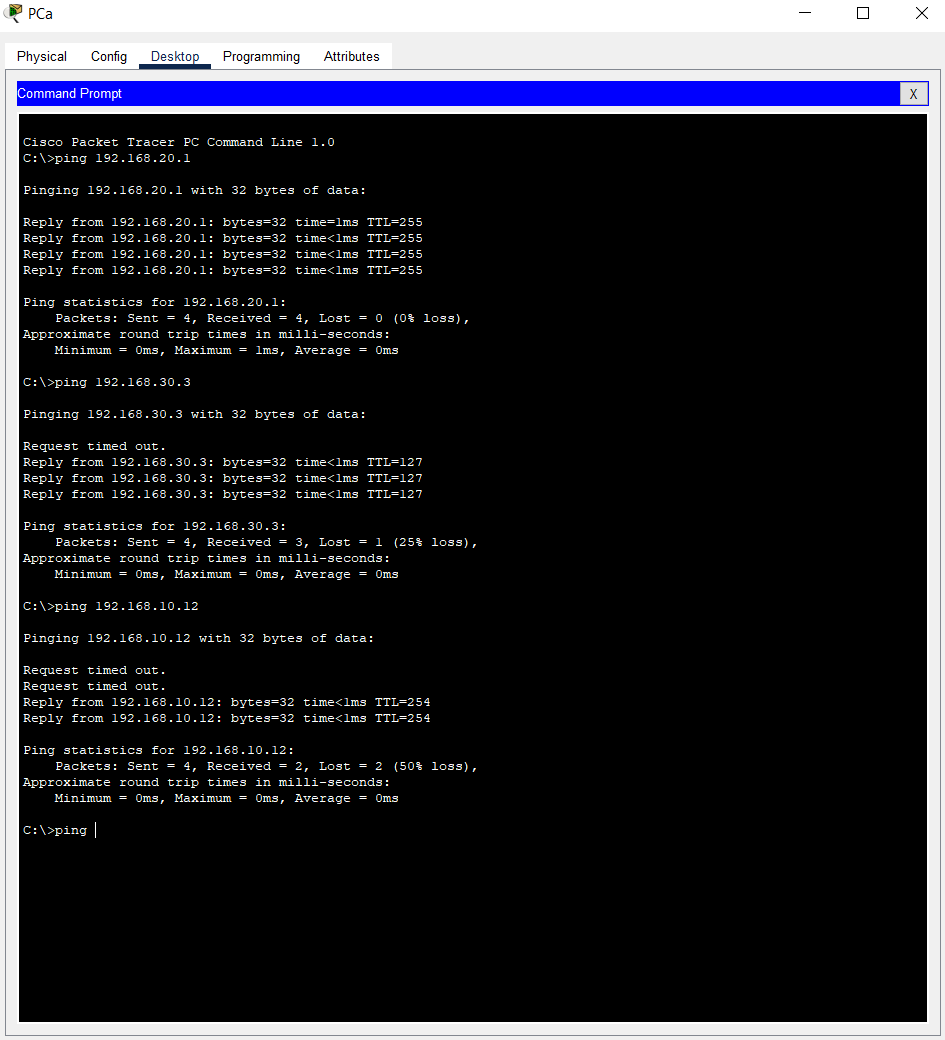 PCa
Physical Config Desktop Programming Attributes
Command Prompt X
Cisco Packet Tracer PC Command Line 1.0
C:\>ping 192.168.20.1
Pinging 192.168.20.1 with 32 bytes of data:
Reply from 192.168.20.1: bytes=32 time=1ms TTL=255
Reply from 192.168.20.1: bytes=32 time<1ms TTL=255
Reply from 192.168.20.1: bytes=32 time<1ms TTL=255
Reply from 192.168.20.1: bytes=32 time<1ms TTL=255
Ping statistics for 192.168.20.1:
    Packets: Sent = 4, Received = 4, Lost = 0 (0% loss),
Approximate round trip times in milli-seconds:
    Minimum = 0ms, Maximum = 1ms, Average = 0ms
C:\>ping 192.168.30.3
Pinging 192.168.30.3 with 32 bytes of data:
Request timed out.
Reply from 192.168.30.3: bytes=32 time<1ms TTL=127
Reply from 192.168.30.3: bytes=32 time<1ms TTL=127
Reply from 192.168.30.3: bytes=32 time<1ms TTL=127
Ping statistics for 192.168.30.3:
    Packets: Sent = 4, Received = 3, Lost = 1 (25% loss),
Approximate round trip times in milli-seconds:
    Minimum = 0ms, Maximum = 0ms, Average = 0ms
C:\>ping 192.168.10.12
Pinging 192.168.10.12 with 32 bytes of data:
Request timed out.
Request timed out.
Reply from 192.168.10.12: bytes=32 time<1ms TTL=254
Reply from 192.168.10.12: bytes=32 time<1ms TTL=254
Ping statistics for 192.168.10.12:
    Packets: Sent = 4, Received = 2, Lost = 2 (50% loss),
Approximate round trip times in milli-seconds:
    Minimum = 0ms, Maximum = 0ms, Average = 0ms
C:\>ping